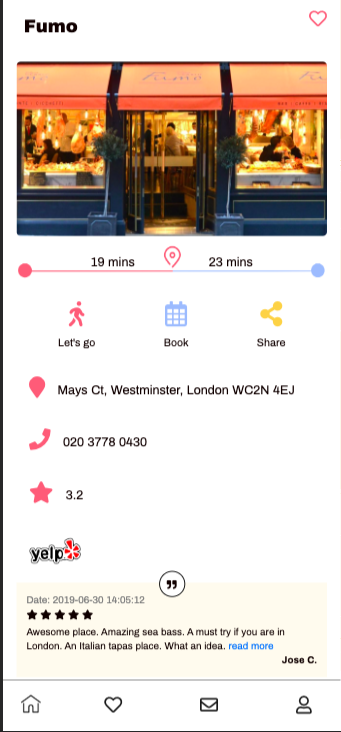 Fumo
Fumo
19 mins
23 mins
Let's go
Book
Share
Mays Ct, Westminster, London WC2N 4EJ
020 3778 0430
3.2
yelp
Date: 2019-06-30 14:05:12
Awesome place. Amazing sea bass. A must try if you are in
London. An Italian tapas place. What an idea. read more
Jose C.